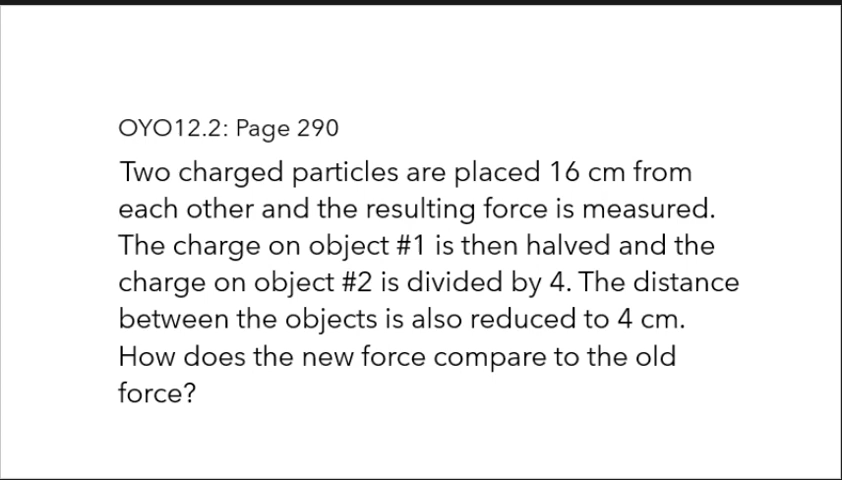 OYO12.2: Page 290
Two charged particles are placed 16 cm from
each other and the resulting force is measured.
The charge on object #1 is then halved and the
charge on object #2 is divided by 4. The distance
between the objects is also reduced to 4 cm.
How does the new force compare to the old
force?